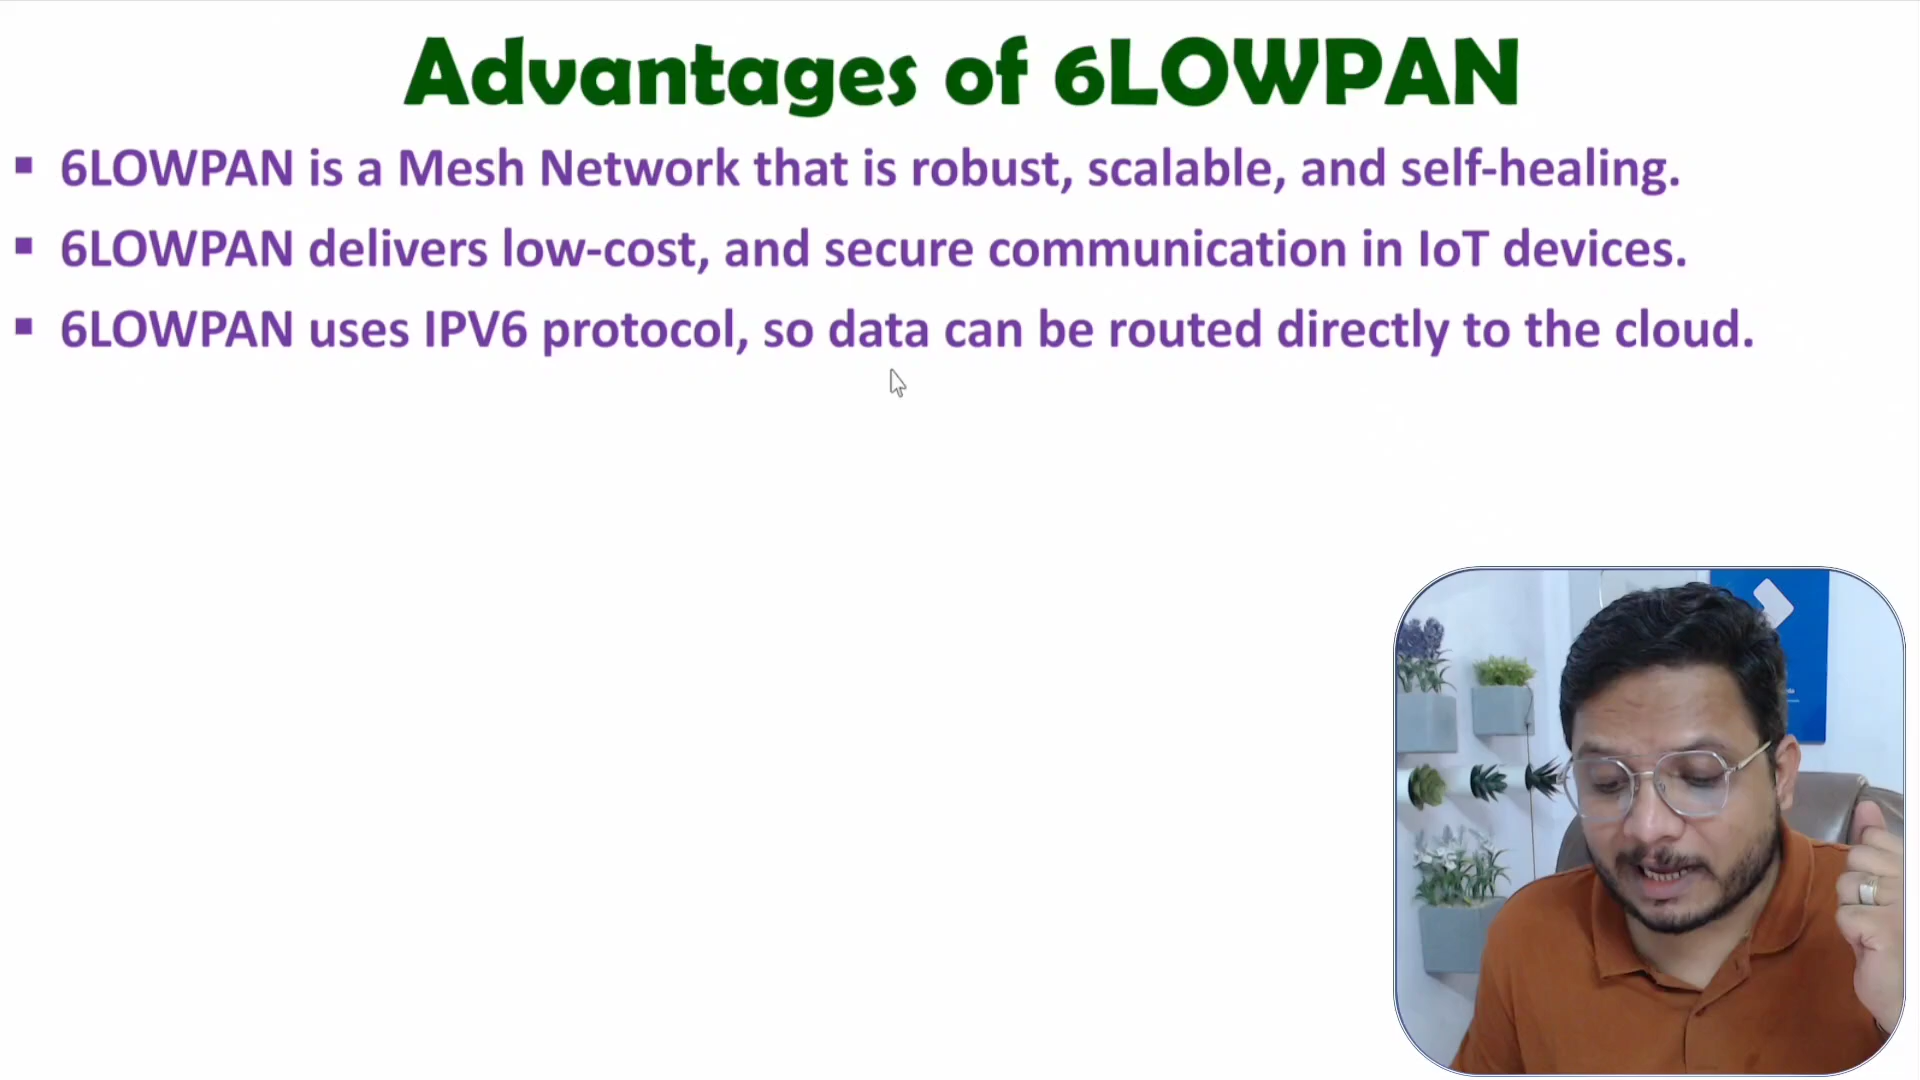 Advantages of 6LOWPAN
▪ 6LOWPAN is a Mesh Network that is robust, scalable, and self-healing.
▪ 6LOWPAN delivers low-cost, and secure communication in IoT devices.
▪ 6LOWPAN uses IPV6 protocol, so data can be routed directly to the cloud.